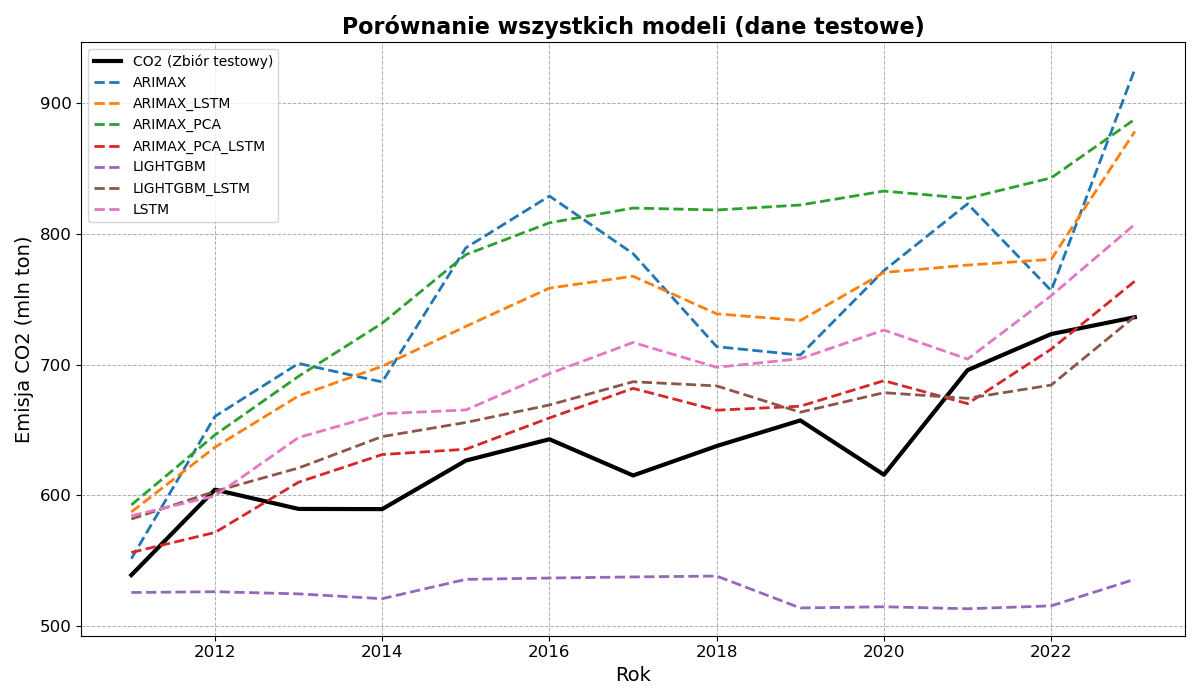 Porównanie wszystkich modeli (dane testowe)
CO2 (Zbiór testowy)
ARIMAX
ARIMAX_LSTM
ARIMAX_PCA
ARIMAX_PCA_LSTM
LIGHTGBM
LIGHTGBM_LSTM
LSTM
Emisja CO2 (mln ton)
900
800
700
600
500
2012 2014 2016 2018 2020 2022
Rok